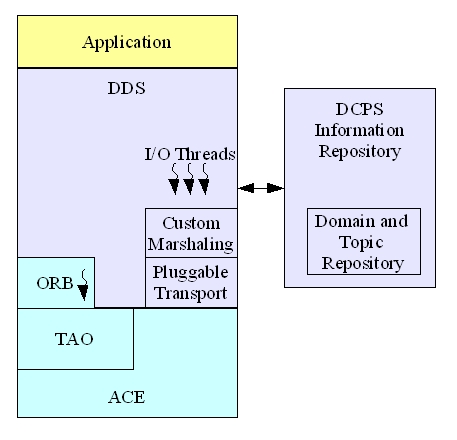 Application
DDS
I/O Threads
Custom
Marshaling
Pluggable
Transport
ORB
TAO
ACE
DCPS
Information
Repository
Domain and
Topic
Repository